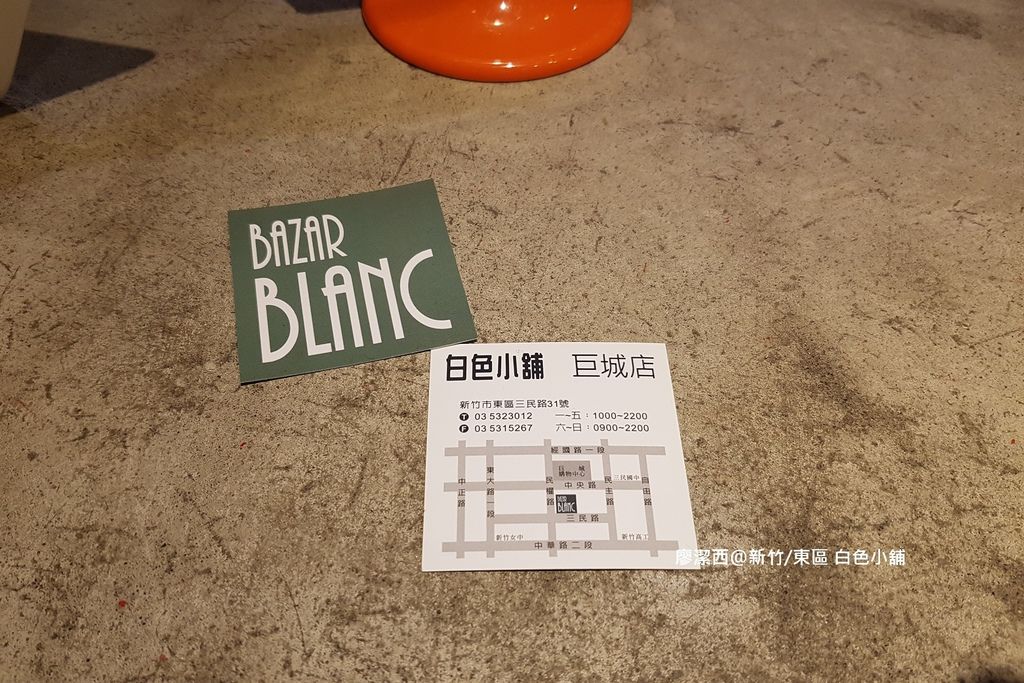 BAZAR
BLANC
白色小舖 巨城店
新竹市東區三民路31號
T 03 5323012 一~五：1000~2200
F 03 5315267 六~日：0900~2200
經國路一段
巨城
購物中心
三民國中
東大路一段
中正路
民權路
中央路
民主路
自由路
BAZAR
BLANC
三民路
新竹女中
新竹高工
中華路二段
廖潔西@新竹/東區 白色小舖